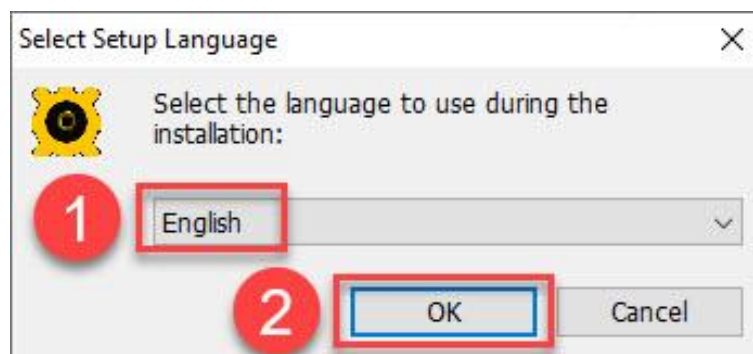 Select Setup Language
Select the language to use during the
installation:
1
English
2
OK
Cancel